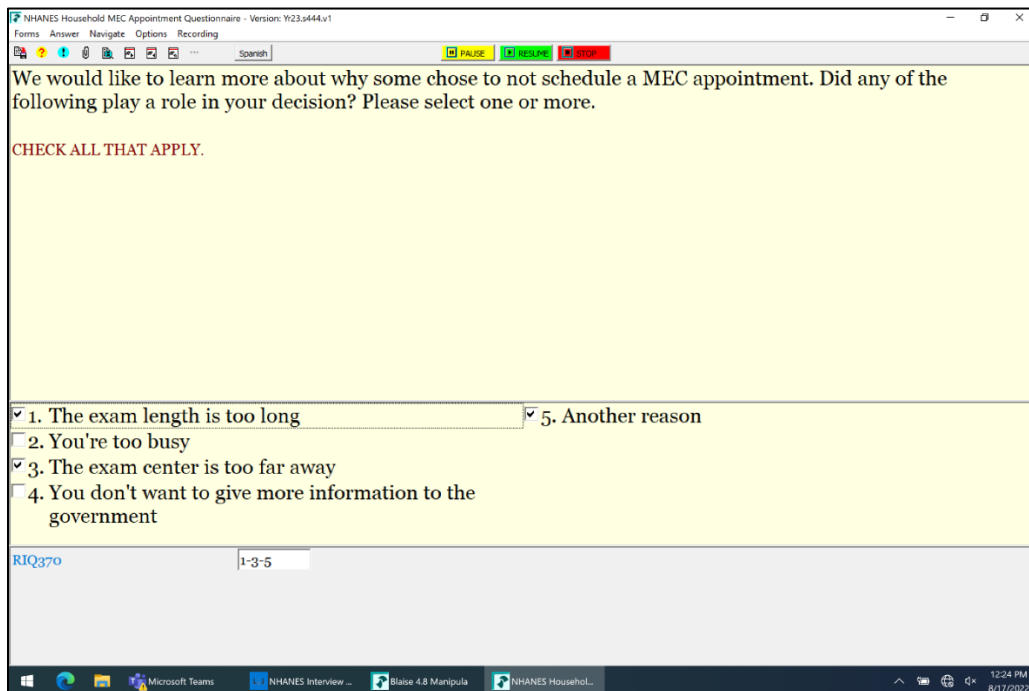 NHANES Household MEC Appointment Questionnaire - Version: Yr23.s444.v1
Forms Answer Navigate Options Recording
Spanish
PAUSE
RESUME
STOP
We would like to learn more about why some chose to not schedule a MEC appointment. Did any of the
following play a role in your decision? Please select one or more.
CHECK ALL THAT APPLY.
1. The exam length is too long
2. You're too busy
3. The exam center is too far away
4. You don't want to give more information to the
government
5. Another reason
RIQ370
1-3-5
Microsoft Teams
NHANES Interview ...
Blaise 4.8 Manipula
NHANES Househol...
12:24 PM